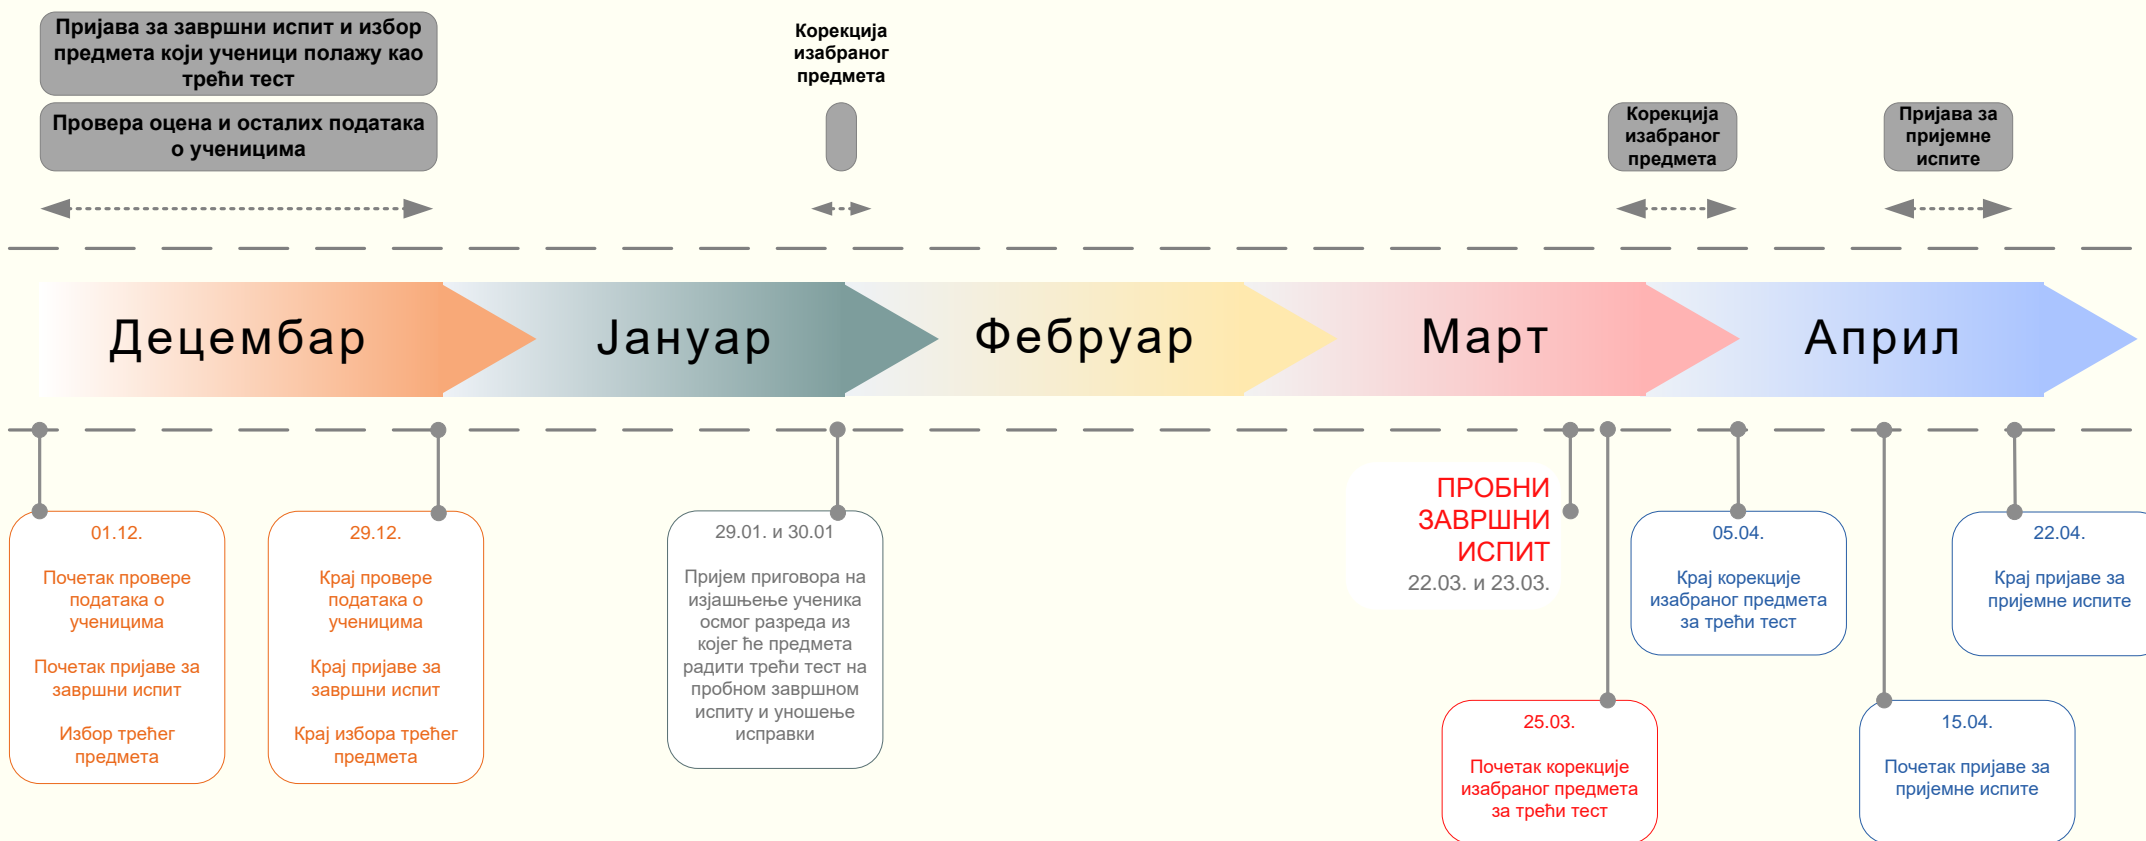 Пријава за завршни испит и избор
предмета који ученици полажу као
трећи тест
Провера оцена и осталих података
о ученицима
Корекција
изабраног
предмета
Корекција
изабраног
предмета
Пријава за
пријемне
испите
Децембар
Јануар
Фебруар
Март
Април
01.12.
Почетак провере
података о
ученицима
Почетак пријаве за
завршни испит
Избор трећег
предмета
29.12.
Крај провере
података о
ученицима
Крај пријаве за
завршни испит
Крај избора трећег
предмета
29.01. и 30.01
Пријем приговора на
изјашњење ученика
осмог разреда из
којег ће предмета
радити трећи тест на
пробном завршном
испиту и уношење
исправки
ПРОБНИ
ЗАВРШНИ
ИСПИТ
22.03. и 23.03.
25.03.
Почетак корекције
изабраног предмета
за трећи тест
05.04.
Крај корекције
изабраног предмета
за трећи тест
15.04.
Почетак пријаве за
пријемне испите
22.04.
Крај пријаве за
пријемне испите